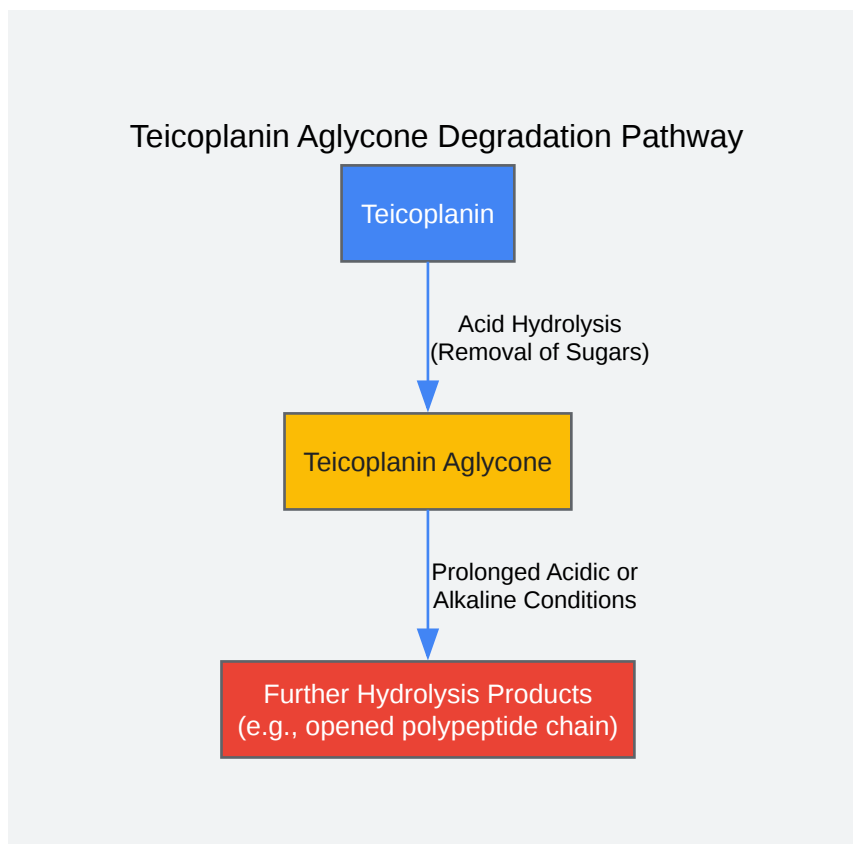 Teicoplanin Aglycone Degradation Pathway
Teicoplanin
Acid Hydrolysis
(Removal of Sugars)
Teicoplanin Aglycone
Prolonged Acidic or
Alkaline Conditions
Further Hydrolysis Products
(e.g., opened polypeptide chain)